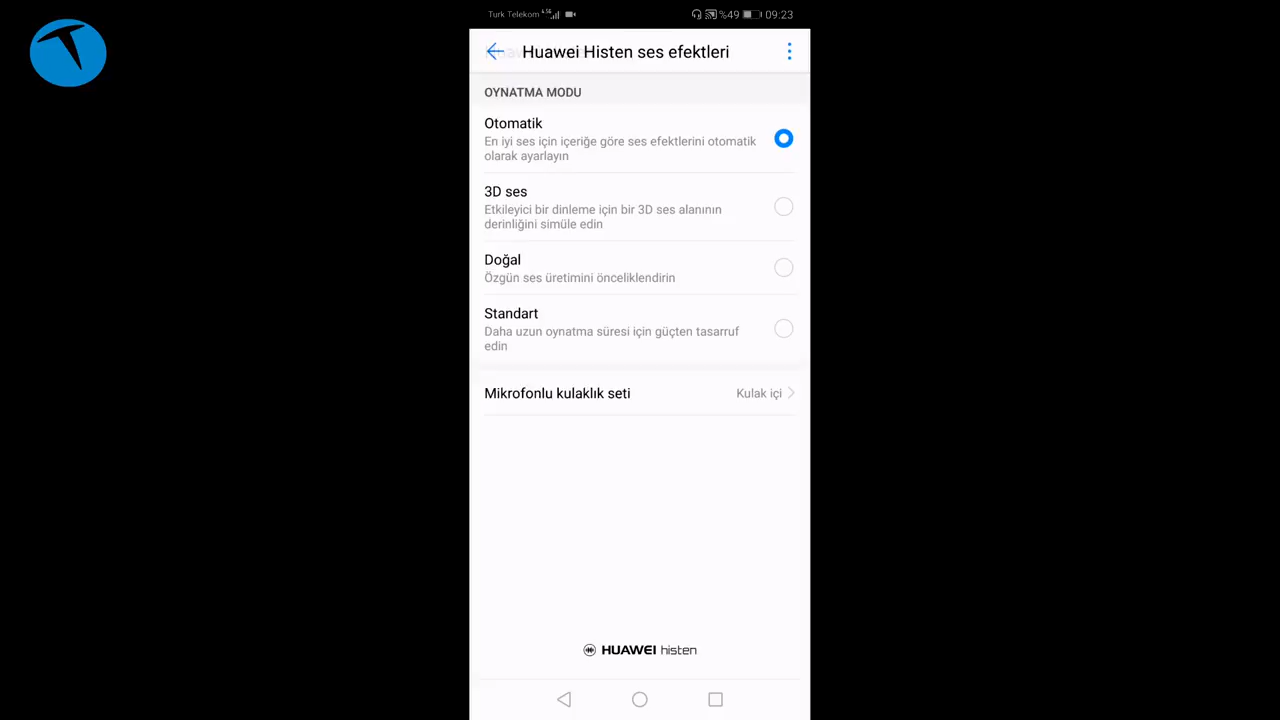 Turk Telekom 4.5G %49 09:23
Huawei Histen ses efektleri
OYNATMA MODU
Otomatik
En iyi ses için içeriğe göre ses efektlerini otomatik
olarak ayarlayın
3D ses
Etkileyici bir dinleme için bir 3D ses alanının
derinliğini simüle edin
Doğal
Özgün ses üretimini önceliklendirin
Standart
Daha uzun oynatma süresi için güçten tasarruf
edin
Mikrofonlu kulaklık seti Kulak içi
HUAWEI histen